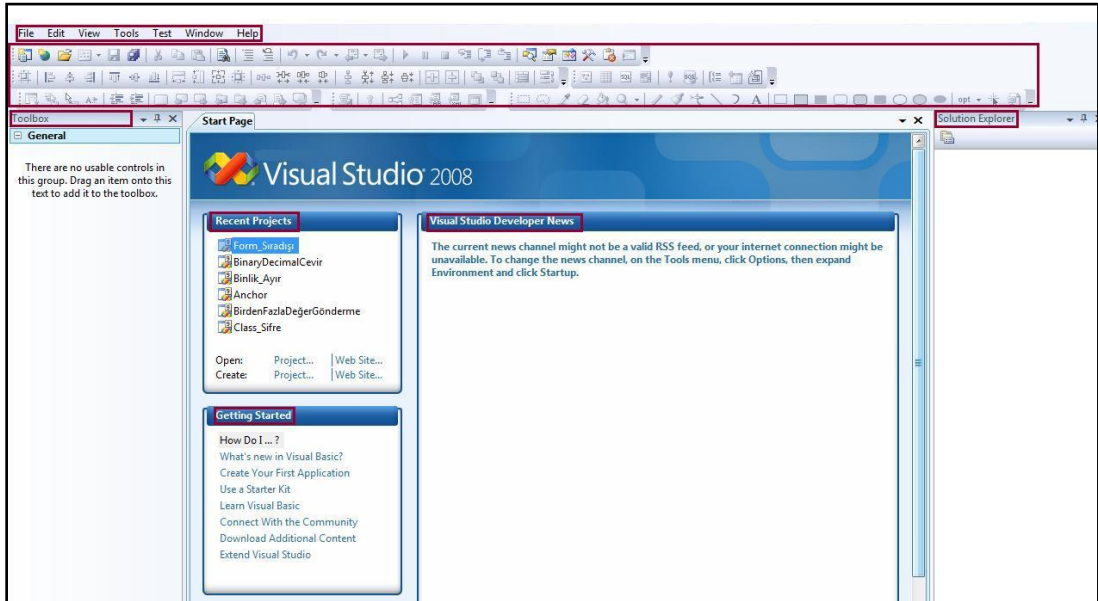 File Edit View Tools Test Window Help
opt
Toolbox
General
There are no usable controls in
this group. Drag an item onto this
text to add it to the toolbox.
Start Page
Visual Studio 2008
Recent Projects
Form_Sıradışı
BinaryDecimalCevir
Binlik_Ayır
Anchor
BirdenFazlaDeğerGönderme
Class_Sifre
Open: Project... Web Site...
Create: Project... Web Site...
Getting Started
How Do I ... ?
What's new in Visual Basic?
Create Your First Application
Use a Starter Kit
Learn Visual Basic
Connect With the Community
Download Additional Content
Extend Visual Studio
Visual Studio Developer News
The current news channel might not be a valid RSS feed, or your internet connection might be
unavailable. To change the news channel, on the Tools menu, click Options, then expand
Environment and click Startup.
Solution Explorer